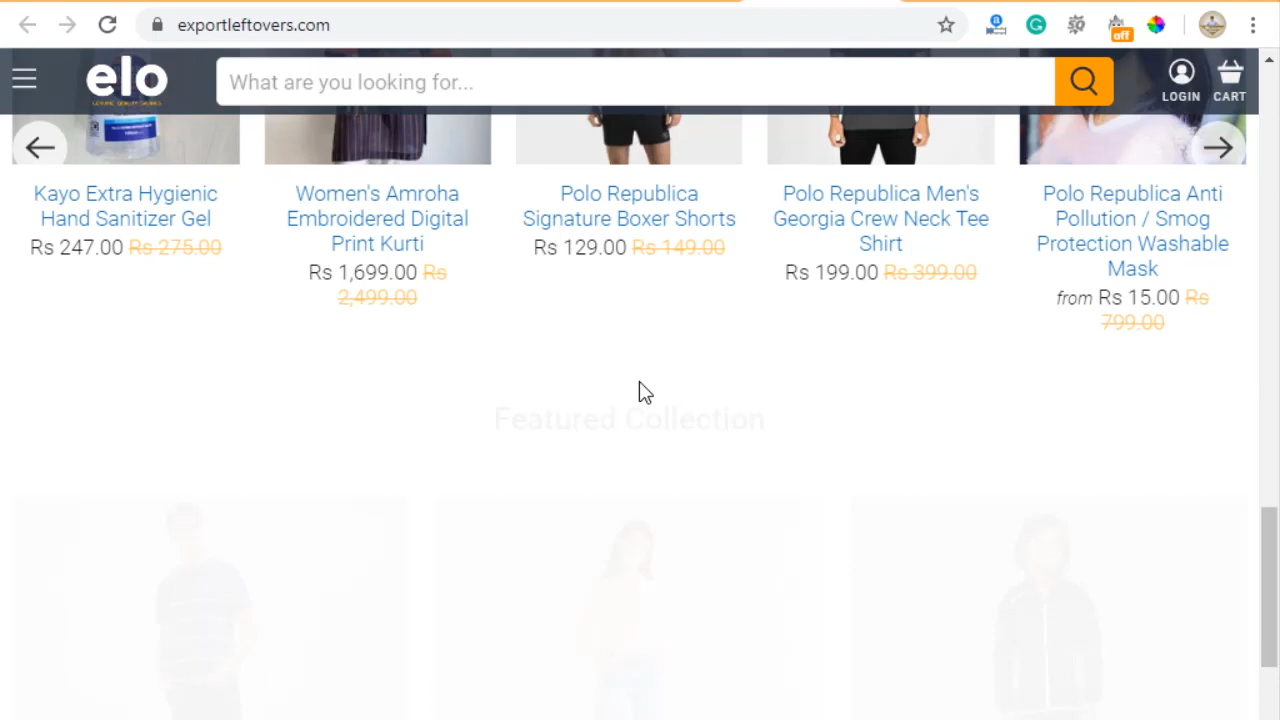 exportleftovers.com
off
elo
What are you looking for...
LOGIN
CART
Kayo Extra Hygienic
Hand Sanitizer Gel
Rs 247.00 Rs 275.00
Women's Amroha
Embroidered Digital
Print Kurti
Rs 1,699.00 Rs
2,499.00
Polo Republica
Signature Boxer Shorts
Rs 129.00 Rs 149.00
Polo Republica Men's
Georgia Crew Neck Tee
Shirt
Rs 199.00 Rs 399.00
Polo Republica Anti
Pollution / Smog
Protection Washable
Mask
from Rs 15.00 Rs
799.00
Featured Collection